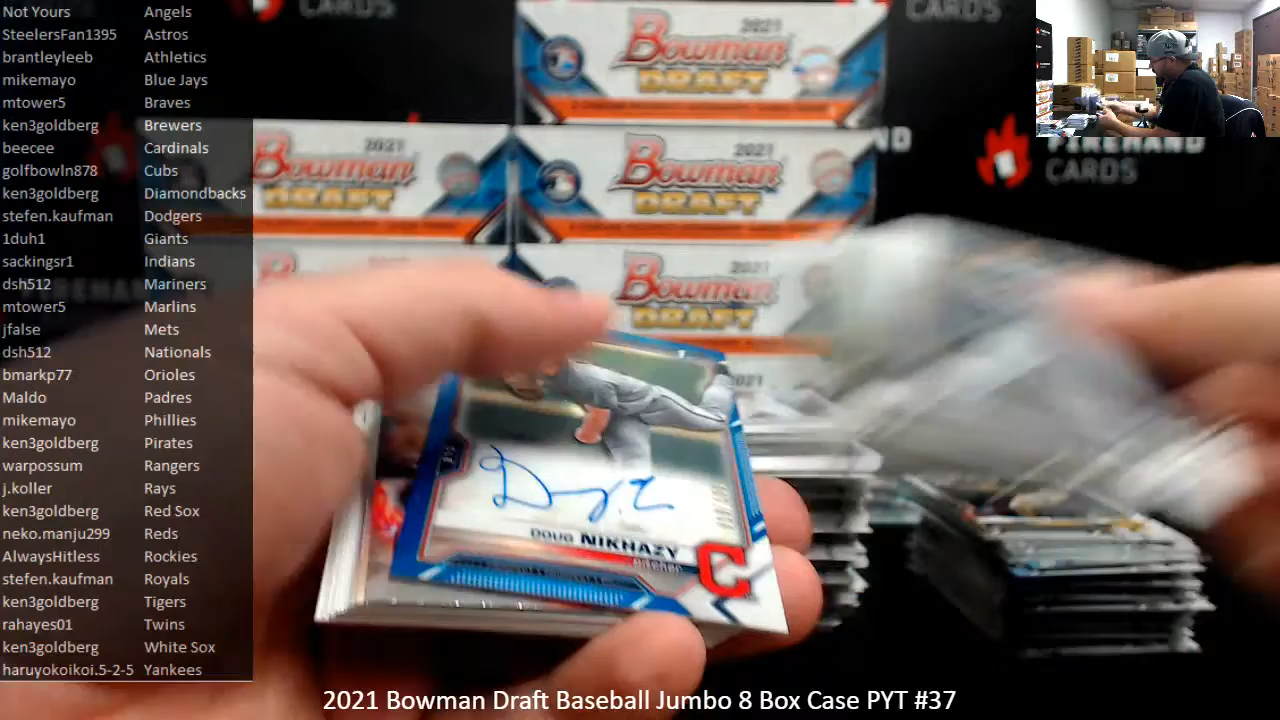 Not Yours Angels
SteelersFan1395 Astros
brantleyleeb Athletics
mikemayo Blue Jays
mtower5 Braves
ken3goldberg Brewers
beecee Cardinals
golfbowln878 Cubs
ken3goldberg Diamondbacks
stefen.kaufman Dodgers
1duh1 Giants
sackingsr1 Indians
dsh512 Mariners
mtower5 Marlins
jfalse Mets
dsh512 Nationals
bmarkp77 Orioles
Maldo Padres
mikemayo Phillies
ken3goldberg Pirates
warpossum Rangers
j.koller Rays
ken3goldberg Red Sox
neko.manju299 Reds
AlwaysHitless Rockies
stefen.kaufman Royals
ken3goldberg Tigers
rahayes01 Twins
ken3goldberg White Sox
haruyokoikoi.5-2-5 Yankees
CARDS
CARDS
2021
Bowman
DRAFT
2021
Bowman
DRAFT
2021
Bowman
DRAFT
FIREHAND
CARDS
2021
Bowman
DRAFT
2021
DOUG NIKHAZY
Pitcher
C
2021 Bowman Draft Baseball Jumbo 8 Box Case PYT #37